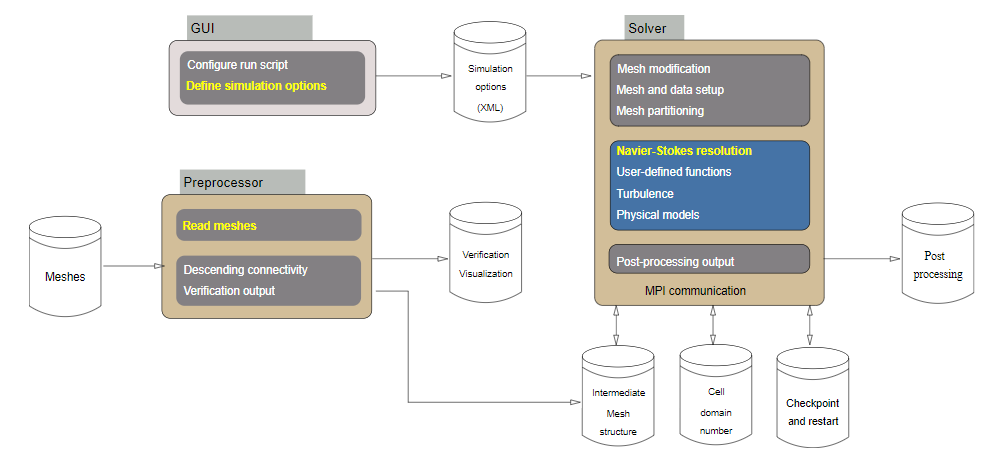 GUI
Configure run script
Define simulation options
Simulation
options
(XML)
Solver
Mesh modification
Mesh and data setup
Mesh partitioning
Navier-Stokes resolution
User-defined functions
Turbulence
Physical models
Post-processing output
MPI communication
Preprocessor
Read meshes
Descending connectivity
Verification output
Meshes
Verification
Visualization
Post
processing
Intermediate
Mesh
structure
Cell
domain
number
Checkpoint
and restart